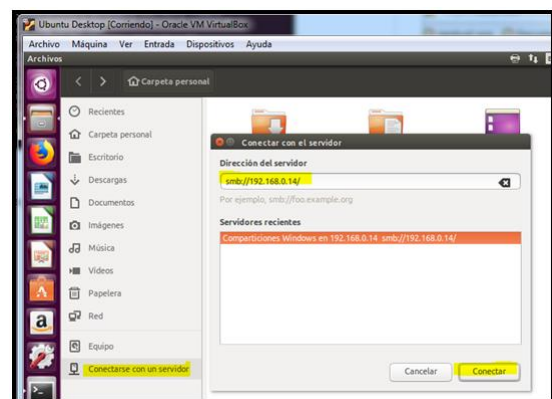 Ubuntu Desktop [Corriendo] - Oracle VM VirtualBox
Archivo Máquina Ver Entrada Dispositivos Ayuda
Archivos
Carpeta personal
Recientes
Carpeta personal
Escritorio
Descargas
Documentos
Imágenes
Música
Vídeos
Papelera
Red
Equipo
Conectarse con un servidor
Conectar con el servidor
Dirección del servidor
smb://192.168.0.14/
Por ejemplo, smb://foo.example.org
Servidores recientes
Comparticiones Windows en 192.168.0.14 smb://192.168.0.14/
Cancelar Conectar